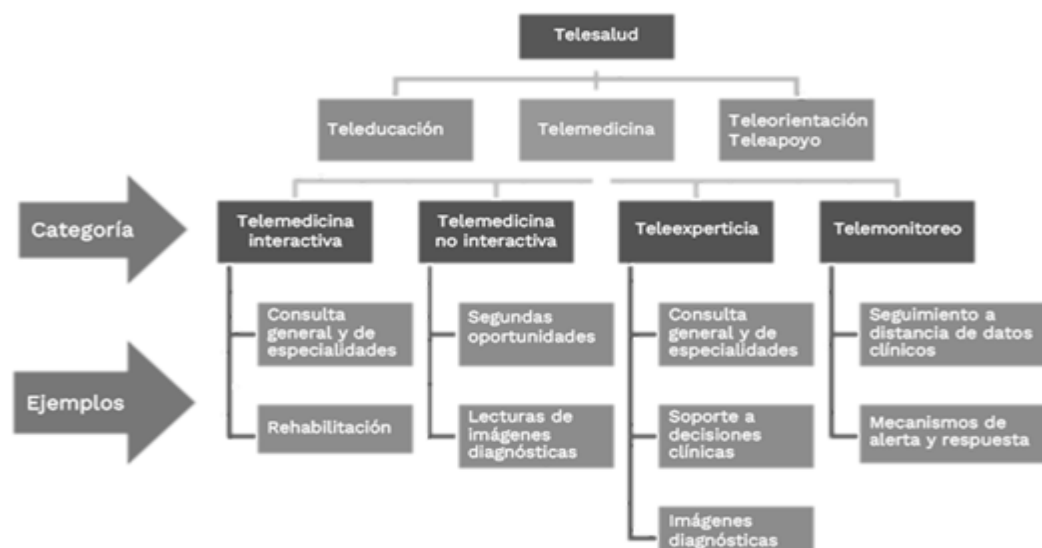 Telesalud
Teleducación
Telemedicina
Teleorientación
Teleapoyo
Categoría
Telemedicina
interactiva
Telemedicina
no interactiva
Teleexperticia
Telemonitoreo
Ejemplos
Consulta
general y de
especialidades
Rehabilitación
Segundas
oportunidades
Lecturas de
imágenes
diagnósticas
Consulta
general y de
especialidades
Soporte a
decisiones
clínicas
Imágenes
diagnósticas
Seguimiento a
distancia de datos
clínicos
Mecanismos de
alerta y respuesta